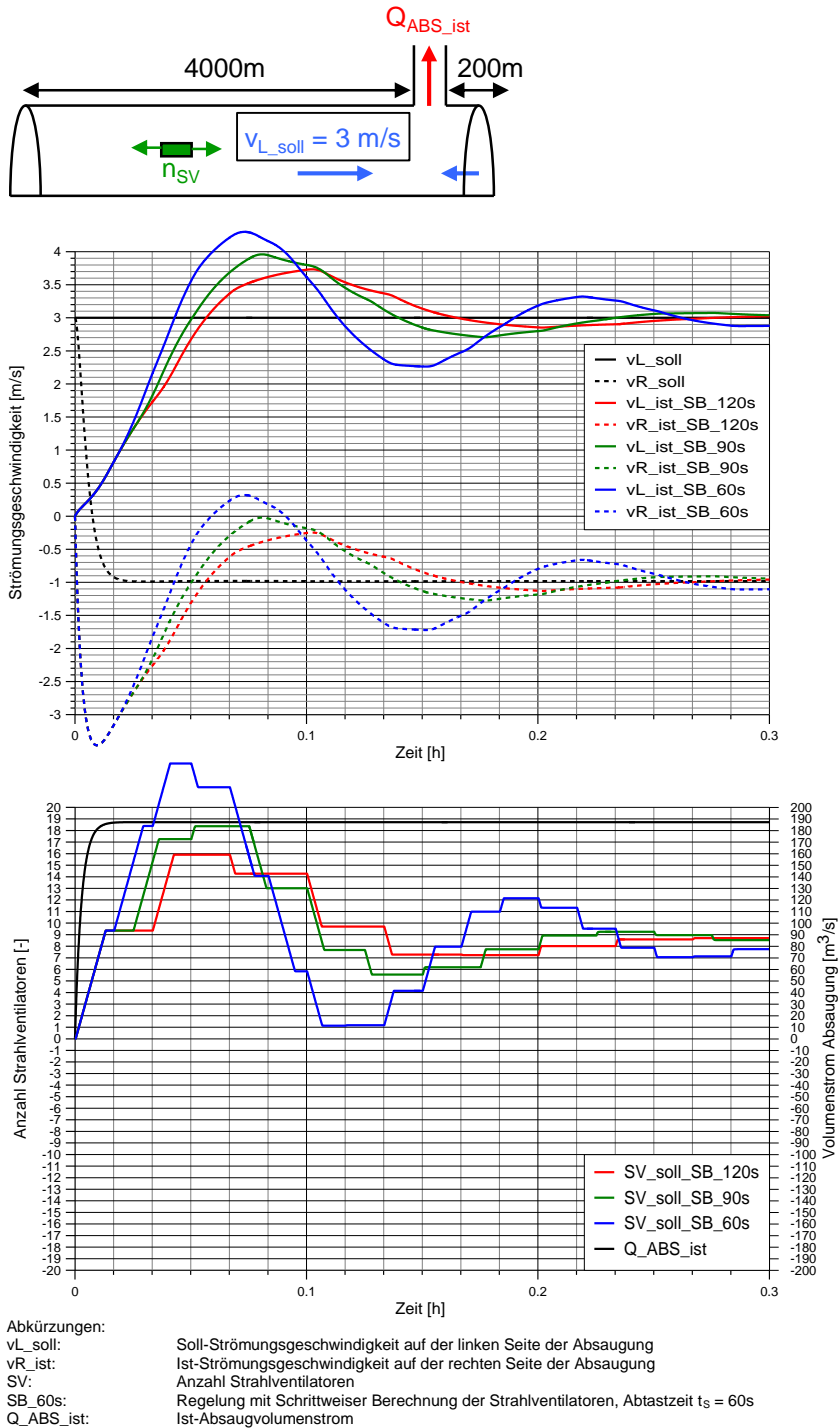 Q_ABS_ist
4000m
200m
v_L_soll = 3 m/s
n_SV
Strömungsgeschwindigkeit [m/s]
4
3.5
3
2.5
2
1.5
1
0.5
0
-0.5
-1
-1.5
-2
-2.5
-3
vL_soll
vR_soll
vL_ist_SB_120s
vR_ist_SB_120s
vL_ist_SB_90s
vR_ist_SB_90s
vL_ist_SB_60s
vR_ist_SB_60s
0 0.1 0.2 0.3
Zeit [h]
Anzahl Strahlventilatoren [-]
20 200
19 190
18 180
17 170
16 160
15 150
14 140
13 130
12 120
11 110
10 100
9 90
8 80
7 70
6 60
5 50
4 40
3 30
2 20
1 10
0 0
-1 -10
-2 -20
-3 -30
-4 -40
-5 -50
-6 -60
-7 -70
-8 -80
-9 -90
-10 -100
-11 -110
-12 -120
-13 -130
-14 -140
-15 -150
-16 -160
-17 -170
-18 -180
-19 -190
-20 -200
Volumenstrom Absaugung [m³/s]
SV_soll_SB_120s
SV_soll_SB_90s
SV_soll_SB_60s
Q_ABS_ist
0 0.1 0.2 0.3
Zeit [h]
Abkürzungen:
vL_soll: Soll-Strömungsgeschwindigkeit auf der linken Seite der Absaugung
vR_ist: Ist-Strömungsgeschwindigkeit auf der rechten Seite der Absaugung
SV: Anzahl Strahlventilatoren
SB_60s: Regelung mit Schrittweiser Berechnung der Strahlventilatoren, Abtastzeit tₛ = 60s
Q_ABS_ist: Ist-Absaugvolumenstrom